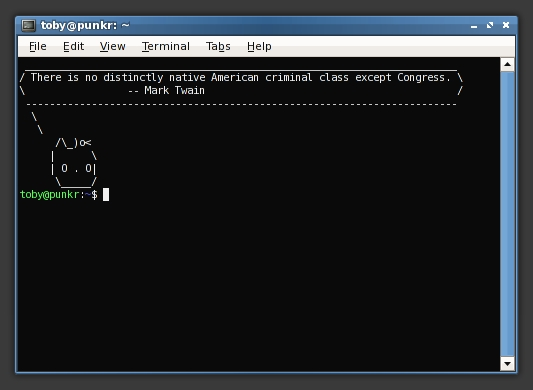 toby@punkr: ~
File Edit View Terminal Tabs Help
 _________________________________________________________________________
/ There is no distinctly native American criminal class except Congress. \
\                  -- Mark Twain                                          /
 -------------------------------------------------------------------------
  \
   \
      /\_)o<
     |      \
     | O . O|
      \_____/
toby@punkr:~$